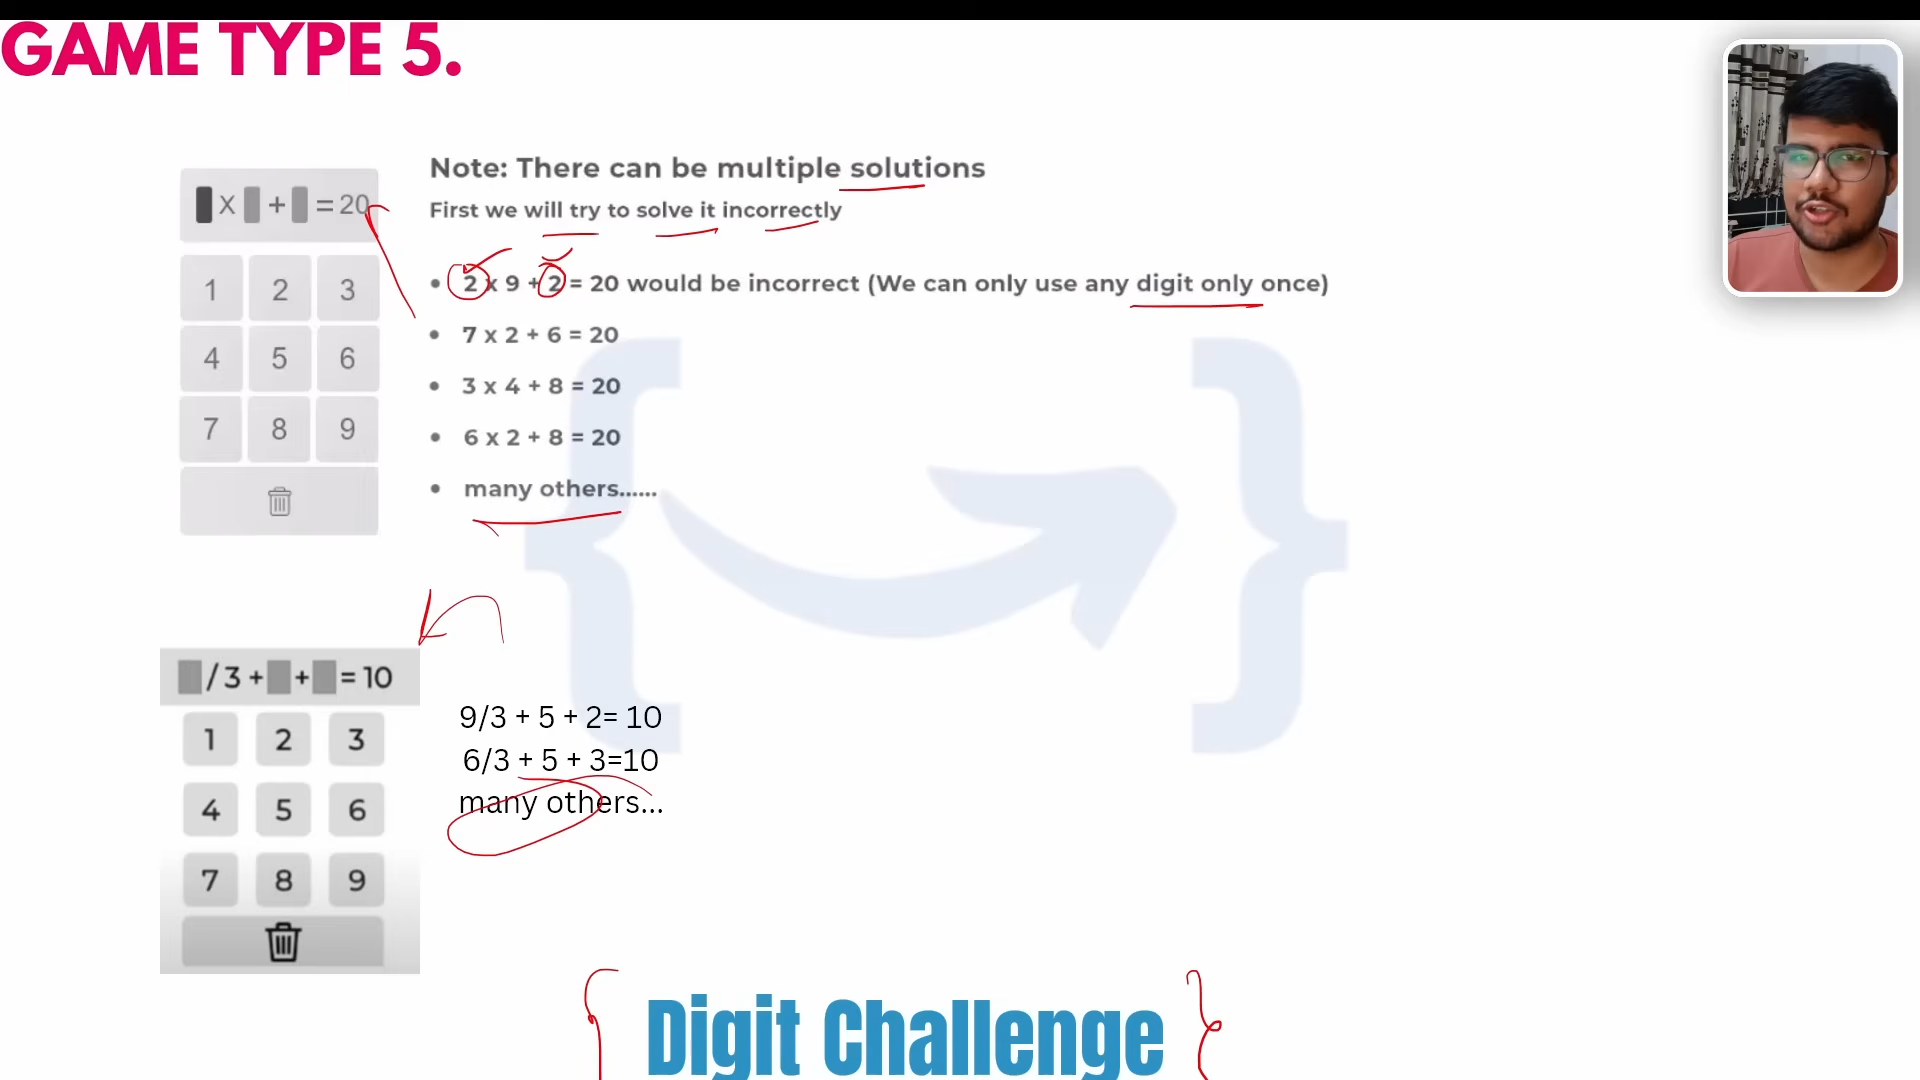 GAME TYPE 5.
Note: There can be multiple solutions
First we will try to solve it incorrectly
x + = 20
1 2 3
4 5 6
7 8 9
• 2 x 9 + 2 = 20 would be incorrect (We can only use any digit only once)
• 7 x 2 + 6 = 20
• 3 x 4 + 8 = 20
• 6 x 2 + 8 = 20
• many others......
/ 3 + + = 10
1 2 3
4 5 6
7 8 9
9/3 + 5 + 2= 10
6/3 + 5 + 3=10
many others...
Digit Challenge